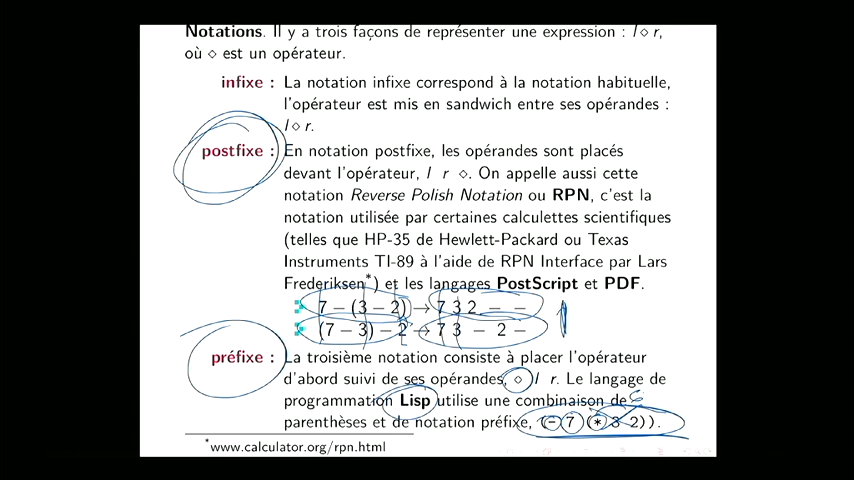 Notations. Il y a trois façons de représenter une expression : l ⋄ r,
où ⋄ est un opérateur.
infixe : La notation infixe correspond à la notation habituelle,
l'opérateur est mis en sandwich entre ses opérandes :
l ⋄ r.
postfixe : En notation postfixe, les opérandes sont placés
devant l'opérateur, l r ⋄. On appelle aussi cette
notation Reverse Polish Notation ou RPN, c'est la
notation utilisée par certaines calculettes scientifiques
(telles que HP-35 de Hewlett-Packard ou Texas
Instruments TI-89 à l'aide de RPN Interface par Lars
Frederiksen*) et les langages PostScript et PDF.
7 − (3 − 2) → 7 3 2 − −
(7 − 3) − 2 → 7 3 − 2 −
préfixe : La troisième notation consiste à placer l'opérateur
d'abord suivi de ses opérandes, ⋄ l r. Le langage de
programmation Lisp utilise une combinaison de
parenthèses et de notation préfixe, (− 7 (* 3 2)).
*www.calculator.org/rpn.html